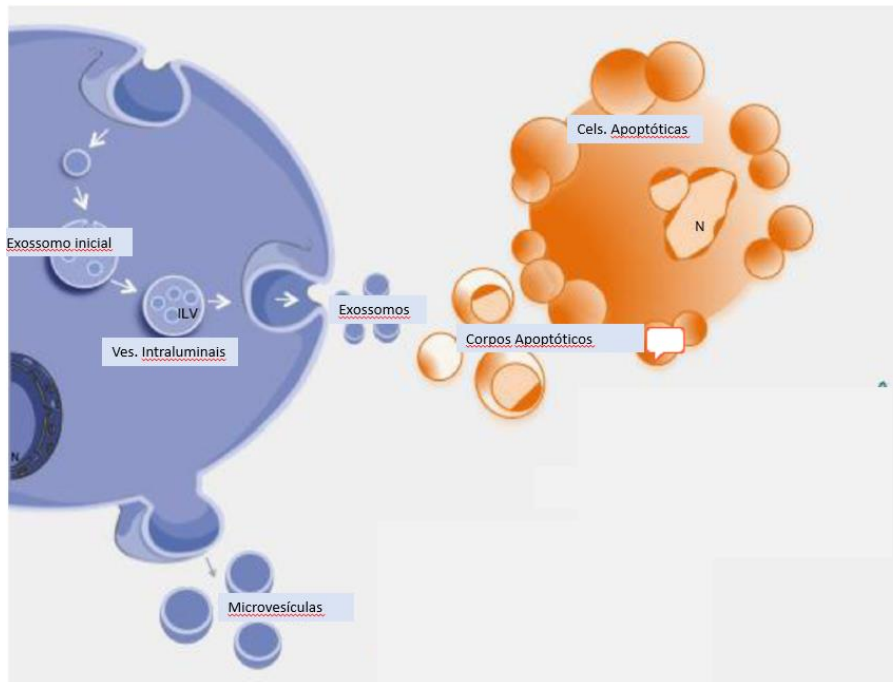 Cels. Apoptóticas
N
Exossomo inicial
ILV
Exossomos
Corpos Apoptóticos
Ves. Intraluminais
N
Microvesículas